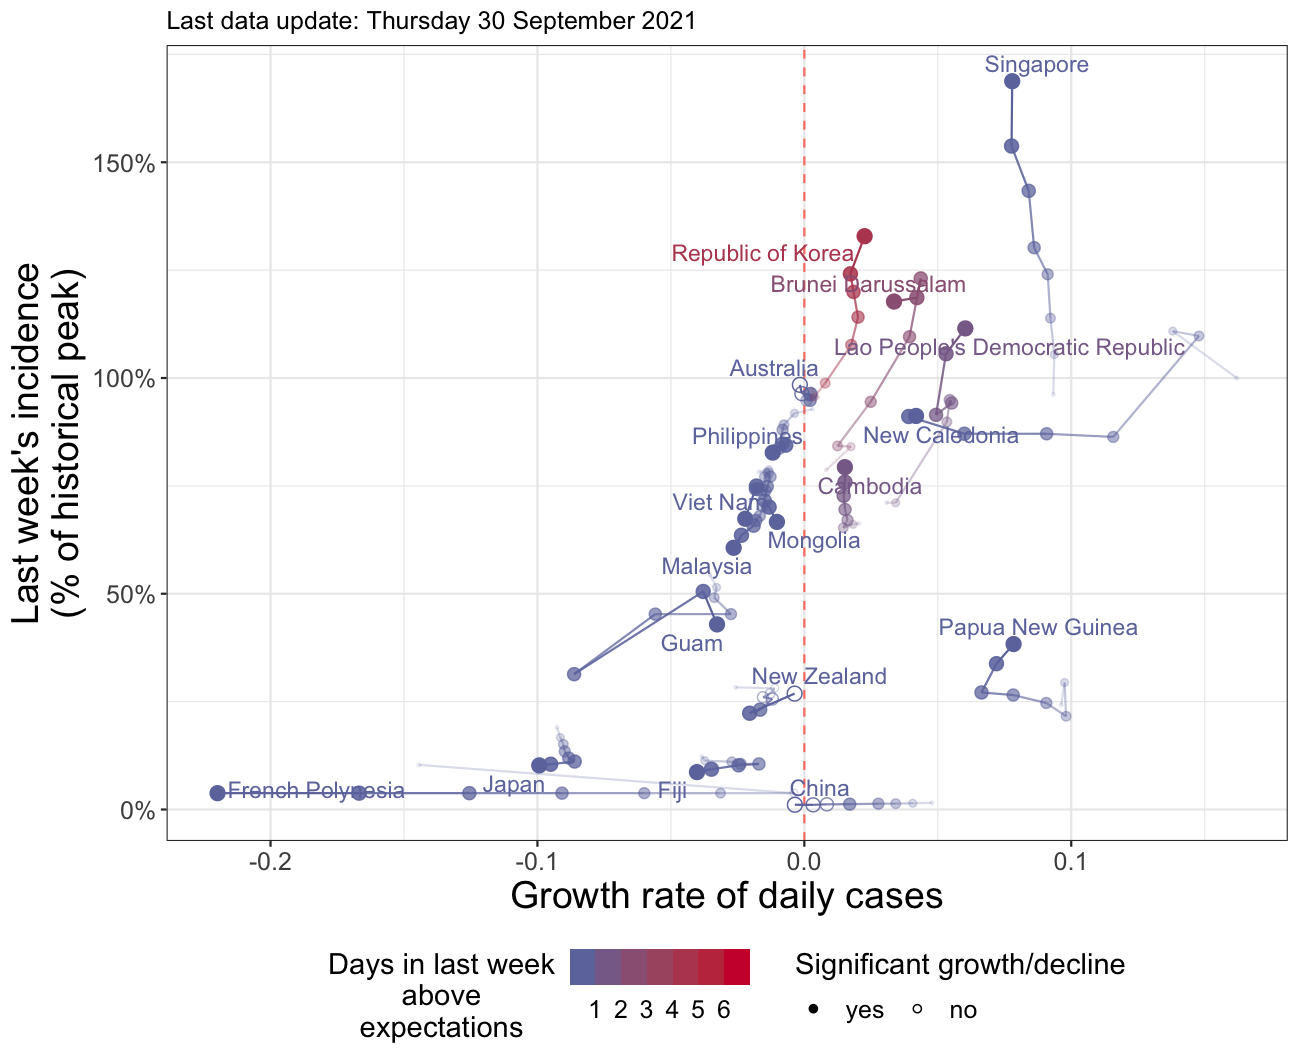 Last data update: Thursday 30 September 2021
Last week's incidence
(% of historical peak)
150%
100%
50%
0%
Singapore
Republic of Korea
Brunei Darussalam
Lao People's Democratic Republic
Australia
Philippines
New Caledonia
Cambodia
Viet Nam
Mongolia
Malaysia
Guam
Papua New Guinea
New Zealand
Japan
French Polynesia
Fiji
China
-0.2 -0.1 0.0 0.1
Growth rate of daily cases
Days in last week
above
expectations
1 2 3 4 5 6
Significant growth/decline
yes no